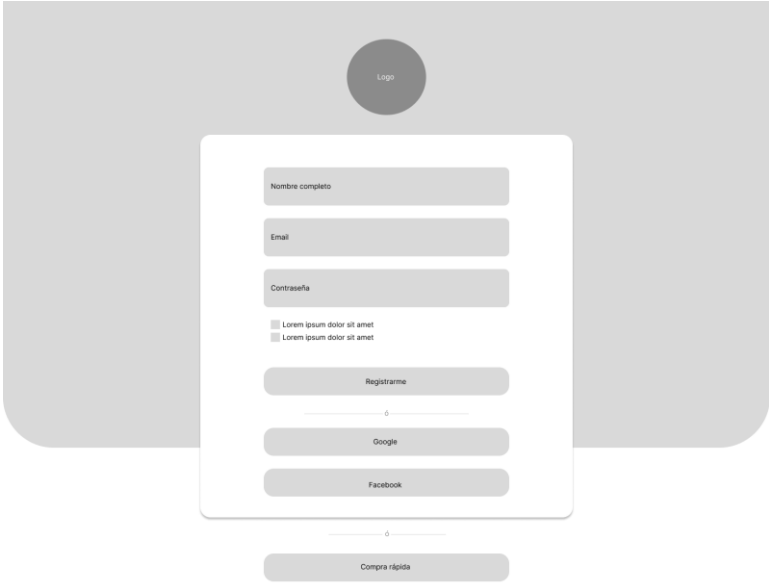 Logo
Nombre completo
Email
Contraseña
Lorem ipsum dolor sit amet
Lorem ipsum dolor sit amet
Registrarme
ó
Google
Facebook
ó
Compra rápida